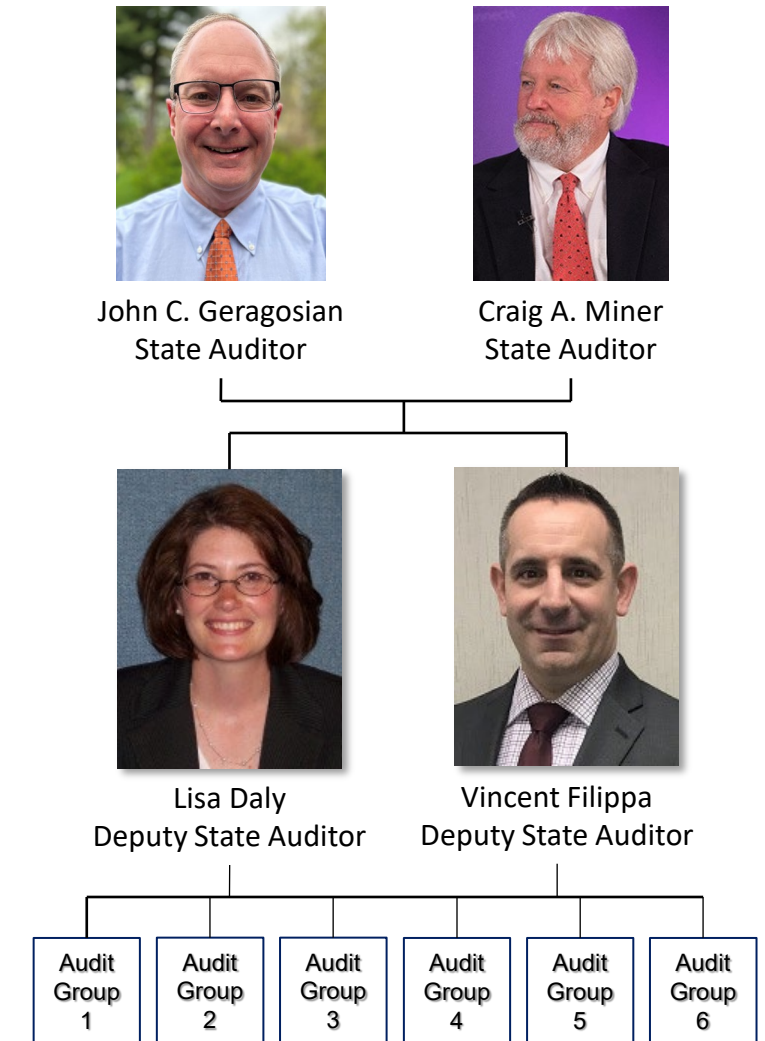 John C. Geragosian
State Auditor
Craig A. Miner
State Auditor
Lisa Daly
Deputy State Auditor
Vincent Filippa
Deputy State Auditor
Audit
Group
1
Audit
Group
2
Audit
Group
3
Audit
Group
4
Audit
Group
5
Audit
Group
6